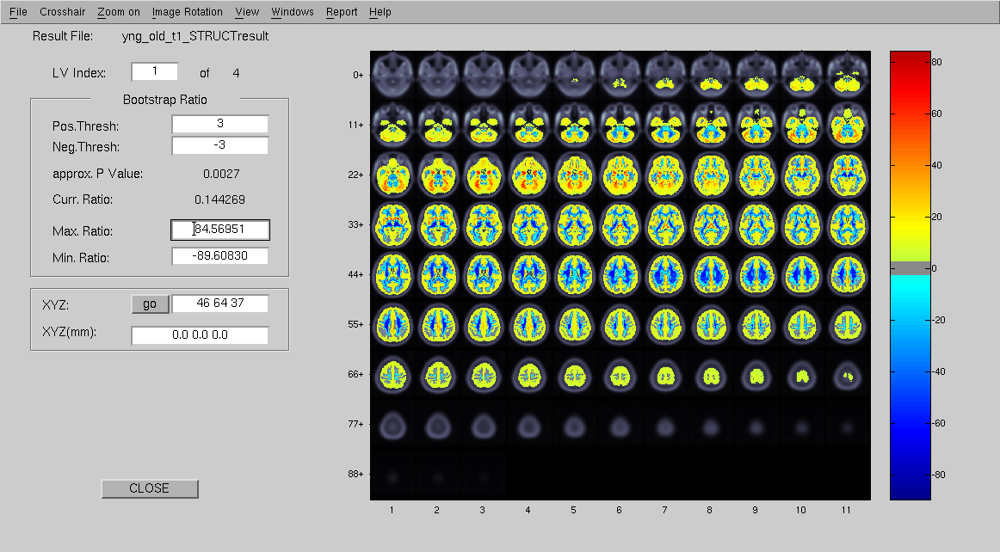 File Crosshair Zoom on Image Rotation View Windows Report Help
Result File: yng_old_t1_STRUCTresult
LV Index: 1 of 4
Bootstrap Ratio
Pos.Thresh: 3
Neg.Thresh: -3
approx. P Value: 0.0027
Curr. Ratio: 0.144269
Max. Ratio: 84.56951
Min. Ratio: -89.60830
XYZ: go 46 64 37
XYZ(mm): 0.0 0.0 0.0
CLOSE
0+
11+
22+
33+
44+
55+
66+
77+
88+
1 2 3 4 5 6 7 8 9 10 11
80
60
40
20
0
-20
-40
-60
-80